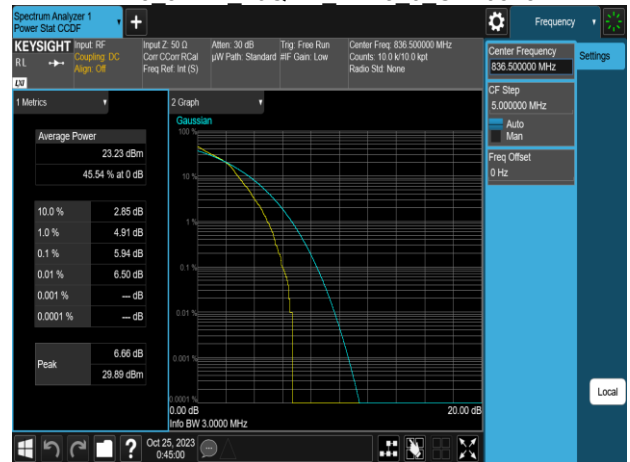 Spectrum Analyzer 1
Power Stat CCDF
Frequency
KEYSIGHT
RL
LXI
Input: RF
Coupling: DC
Align: Off
Input Z: 50 Ω
Corr CCorr RCal
Freq Ref: Int (S)
Atten: 30 dB
µW Path: Standard
Trig: Free Run
#IF Gain: Low
Center Freq: 836.500000 MHz
Counts: 10.0 k/10.0 kpt
Radio Std: None
Center Frequency
836.500000 MHz
Settings
CF Step
5.000000 MHz
Auto
Man
Freq Offset
0 Hz
1 Metrics
Average Power
23.23 dBm
45.54 % at 0 dB
10.0 % 2.85 dB
1.0 % 4.91 dB
0.1 % 5.94 dB
0.01 % 6.50 dB
0.001 % --- dB
0.0001 % --- dB
Peak
6.66 dB
29.89 dBm
2 Graph
Gaussian
100 %
10 %
1 %
0.1 %
0.01 %
0.001 %
0.0001 %
0.00 dB 20.00 dB
Info BW 3.0000 MHz
Local
?
Oct 25, 2023
0:45:00